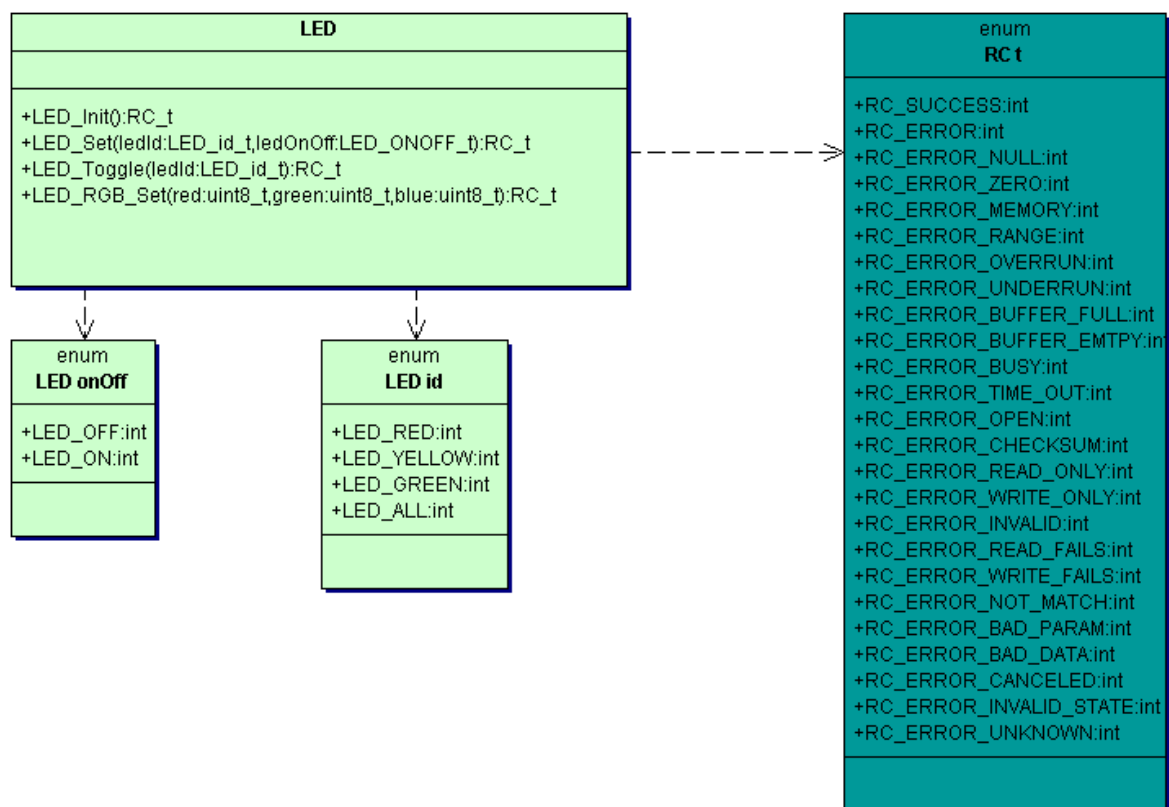 LED
+LED_Init():RC_t
+LED_Set(ledId:LED_id_t,ledOnOff:LED_ONOFF_t):RC_t
+LED_Toggle(ledId:LED_id_t):RC_t
+LED_RGB_Set(red:uint8_t,green:uint8_t,blue:uint8_t):RC_t
enum
LED onOff
+LED_OFF:int
+LED_ON:int
enum
LED id
+LED_RED:int
+LED_YELLOW:int
+LED_GREEN:int
+LED_ALL:int
enum
RC t
+RC_SUCCESS:int
+RC_ERROR:int
+RC_ERROR_NULL:int
+RC_ERROR_ZERO:int
+RC_ERROR_MEMORY:int
+RC_ERROR_RANGE:int
+RC_ERROR_OVERRUN:int
+RC_ERROR_UNDERRUN:int
+RC_ERROR_BUFFER_FULL:int
+RC_ERROR_BUFFER_EMTPY:int
+RC_ERROR_BUSY:int
+RC_ERROR_TIME_OUT:int
+RC_ERROR_OPEN:int
+RC_ERROR_CHECKSUM:int
+RC_ERROR_READ_ONLY:int
+RC_ERROR_WRITE_ONLY:int
+RC_ERROR_INVALID:int
+RC_ERROR_READ_FAILS:int
+RC_ERROR_WRITE_FAILS:int
+RC_ERROR_NOT_MATCH:int
+RC_ERROR_BAD_PARAM:int
+RC_ERROR_BAD_DATA:int
+RC_ERROR_CANCELED:int
+RC_ERROR_INVALID_STATE:int
+RC_ERROR_UNKNOWN:int